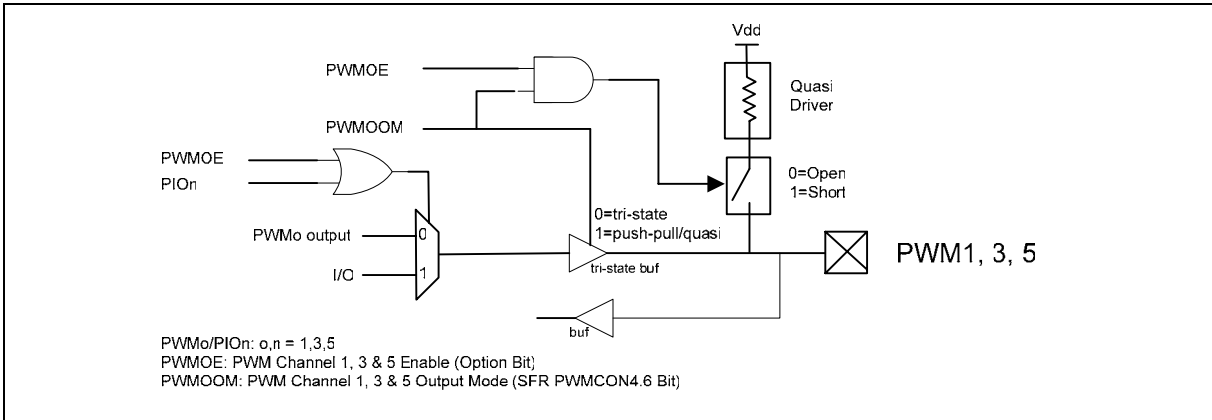 Vdd
PWMOE
Quasi
Driver
PWMOOM
PWMOE
PIOn
0=Open
1=Short
0=tri-state
1=push-pull/quasi
PWMo output
0
I/O
1
tri-state buf
PWM1, 3, 5
buf
PWMo/PIOn: o,n = 1,3,5
PWMOE: PWM Channel 1, 3 & 5 Enable (Option Bit)
PWMOOM: PWM Channel 1, 3 & 5 Output Mode (SFR PWMCON4.6 Bit)